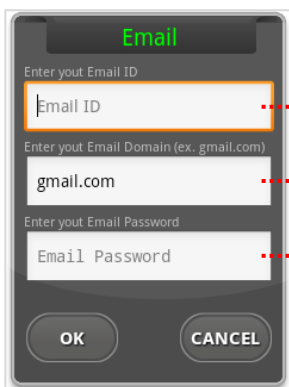 Email
Enter yout Email ID
Email ID
Enter yout Email Domain (ex. gmail.com)
gmail.com
Enter yout Email Password
Email Password
OK
CANCEL